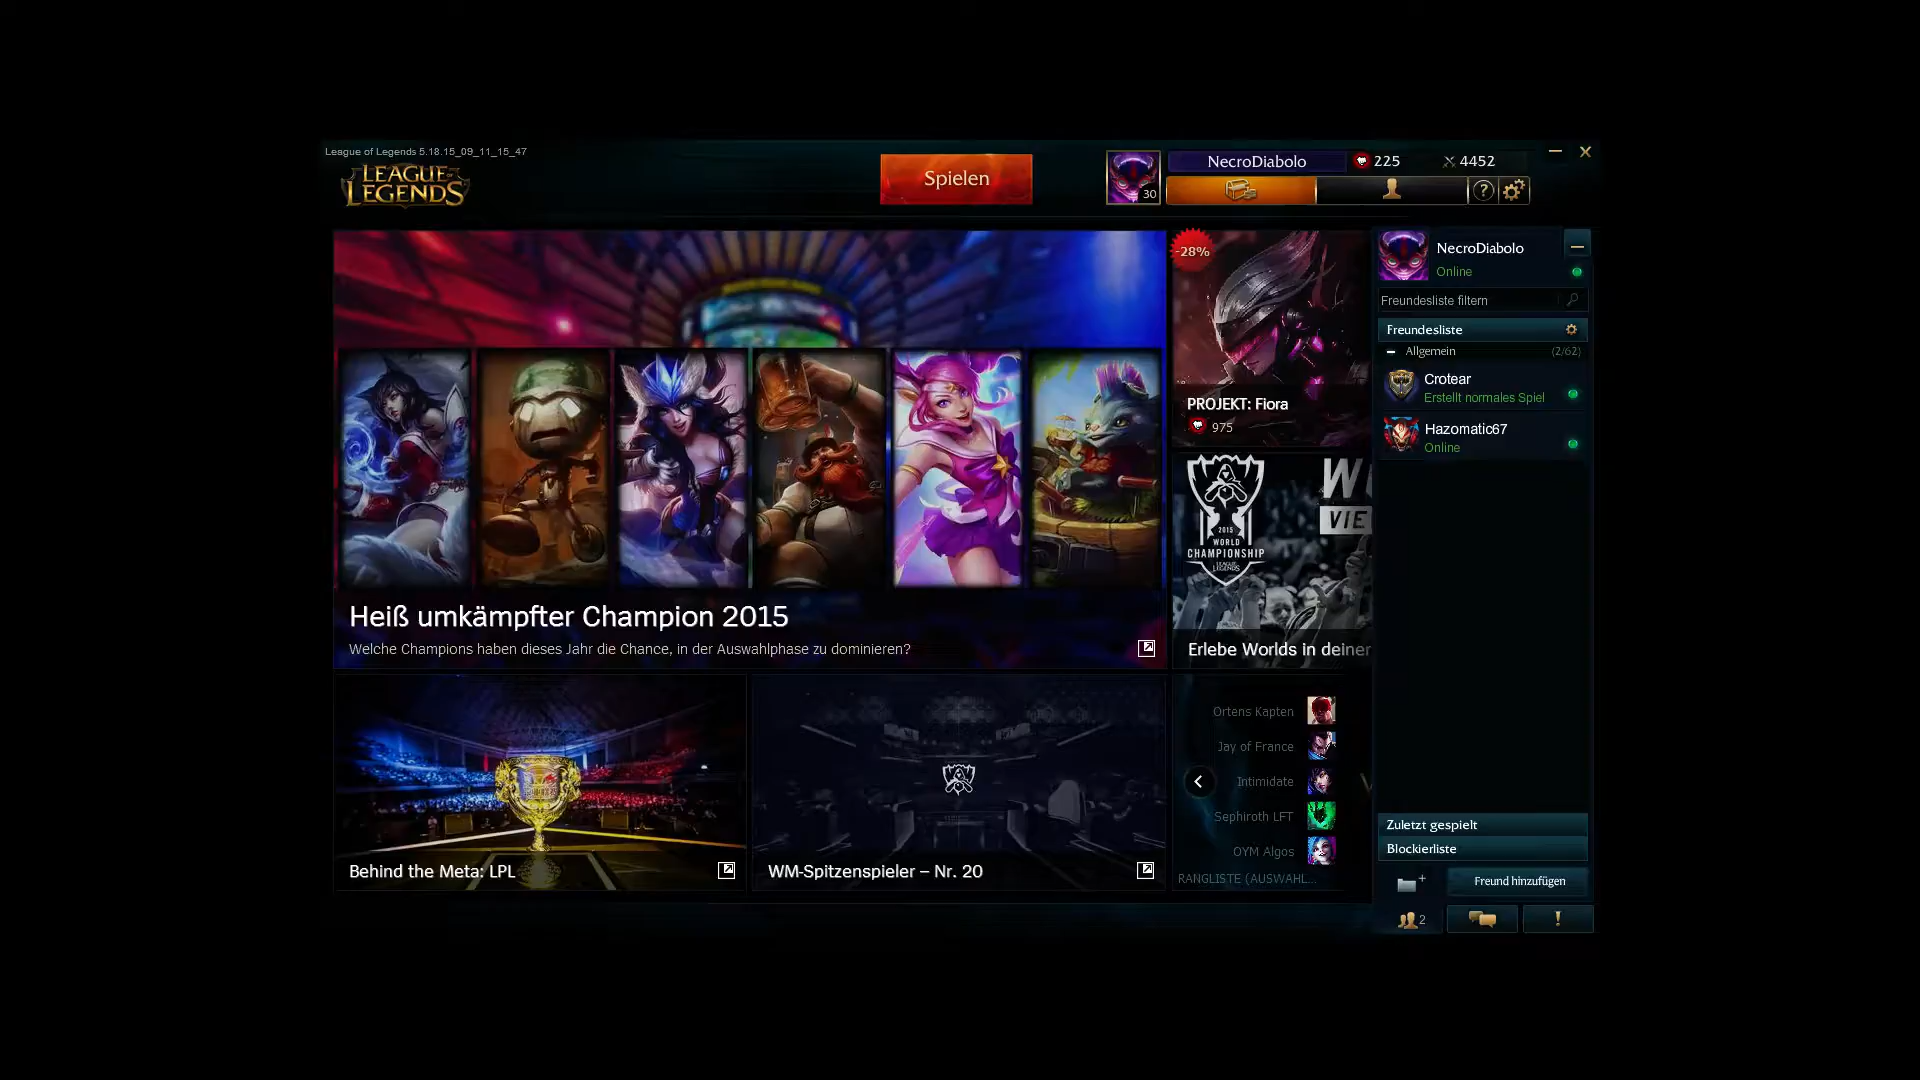 League of Legends 5.18.15_09_11_15_47
LEAGUE OF
LEGENDS
Spielen
30
NecroDiabolo
225
4452
?
-28%
PROJEKT: Fiora
975
2015
WORLD
CHAMPIONSHIP
LEAGUE
LEGENDS
VIE
Erlebe Worlds in deiner
Heiß umkämpfter Champion 2015
Welche Champions haben dieses Jahr die Chance, in der Auswahlphase zu dominieren?
Behind the Meta: LPL
WM-Spitzenspieler – Nr. 20
Ortens Kapten
Jay of France
Intimidate
Sephiroth LFT
OYM Algos
RANGLISTE (AUSWAHL...
NecroDiabolo
Online
Freundesliste filtern
Freundesliste
Allgemein (2/62)
Crotear
Erstellt normales Spiel
Hazomatic67
Online
Zuletzt gespielt
Blockierliste
Freund hinzufügen
2
!